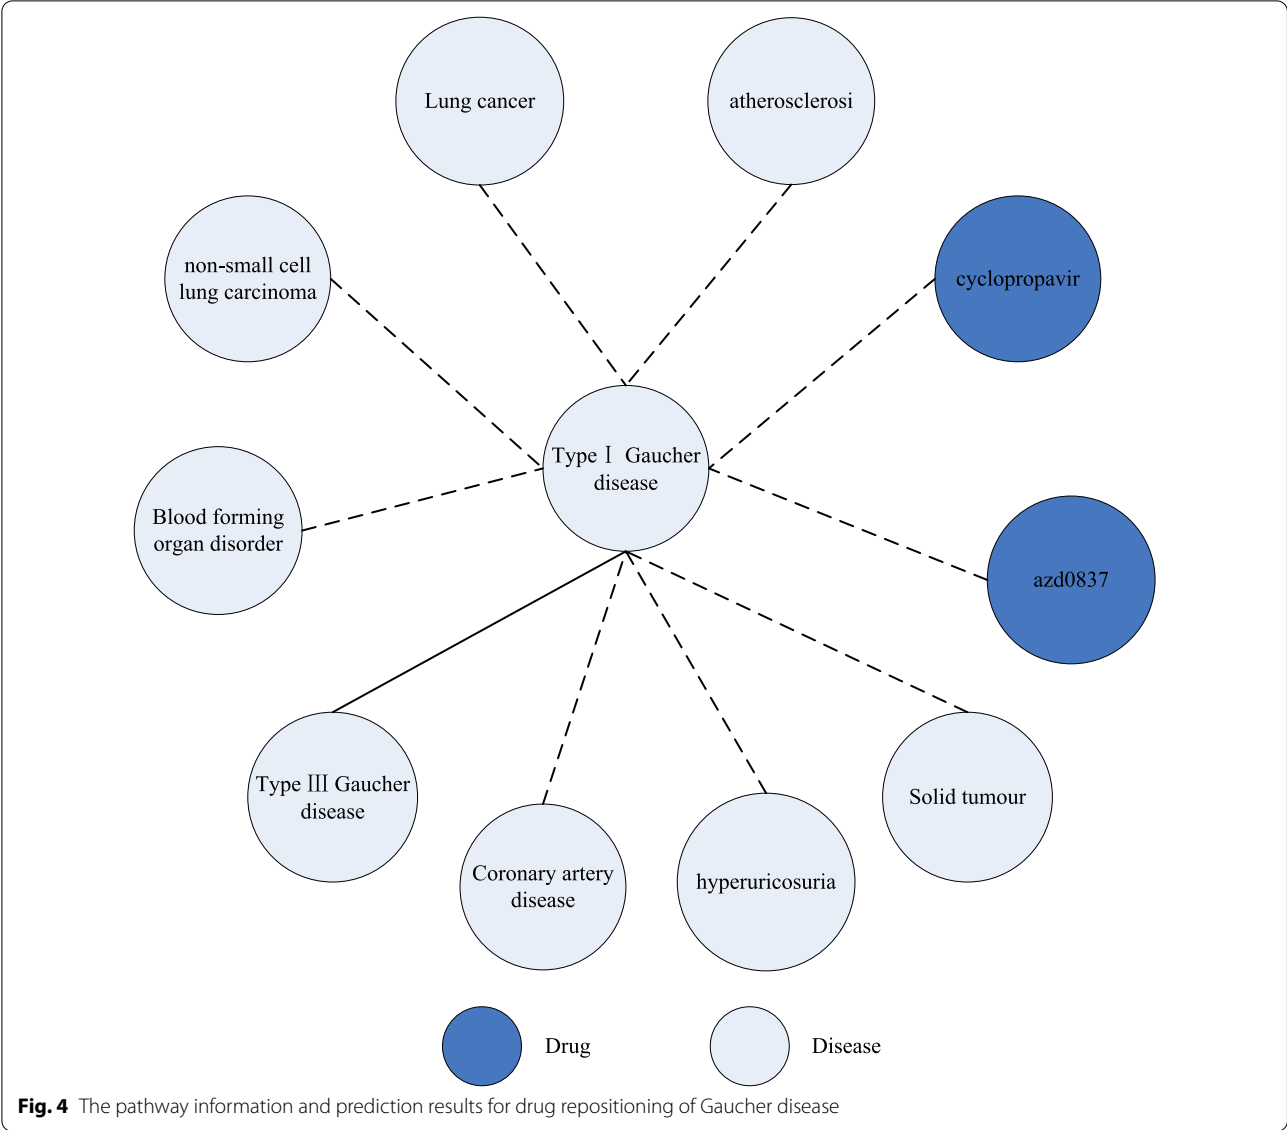 Lung cancer
atherosclerosi
non-small cell
lung carcinoma
cyclopropavir
Type Ⅰ Gaucher
disease
Blood forming
organ disorder
azd0837
Type Ⅲ Gaucher
disease
Coronary artery
disease
hyperuricosuria
Solid tumour
Drug
Disease
Fig. 4 The pathway information and prediction results for drug repositioning of Gaucher disease